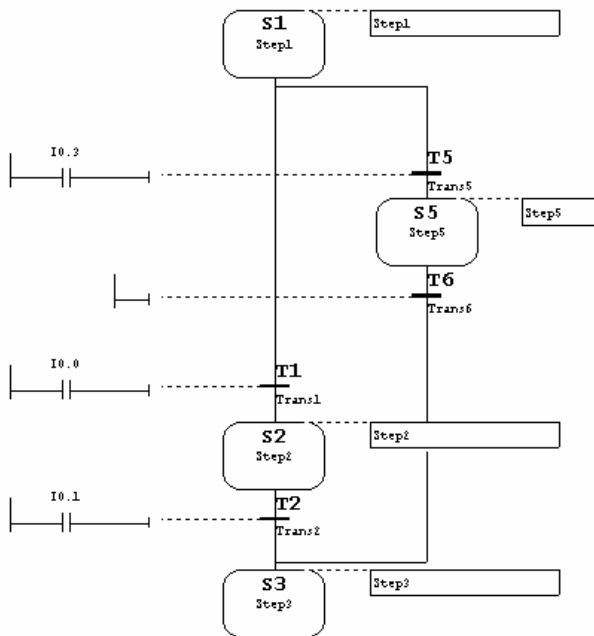 S1
Step1
Step1
I0.3
T5
Trans5
S5
Step5
Step5
T6
Trans6
I0.0
T1
Trans1
S2
Step2
Step2
I0.1
T2
Trans2
S3
Step3
Step3